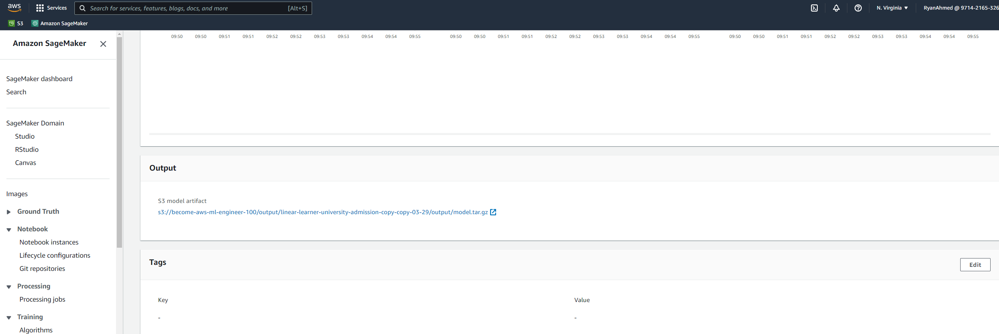 aws
Services
Search for services, features, blogs, docs, and more [Alt+S]
N. Virginia
RyanAhmed @ 9714-2165-326
S3
Amazon SageMaker
Amazon SageMaker
SageMaker dashboard
Search
SageMaker Domain
Studio
RStudio
Canvas
Images
Ground Truth
Notebook
Notebook instances
Lifecycle configurations
Git repositories
Processing
Processing jobs
Training
Algorithms
09:50 09:50 09:51 09:51 09:52 09:52 09:53 09:53 09:54 09:54 09:55
09:50 09:50 09:51 09:51 09:52 09:52 09:53 09:53 09:54 09:54 09:55
09:50 09:50 09:51 09:51 09:52 09:52 09:53 09:53 09:54 09:54 09:55
Output
S3 model artifact
s3://become-aws-ml-engineer-100/output/linear-learner-university-admission-copy-copy-03-29/output/model.tar.gz
Tags
Edit
Key Value
- -